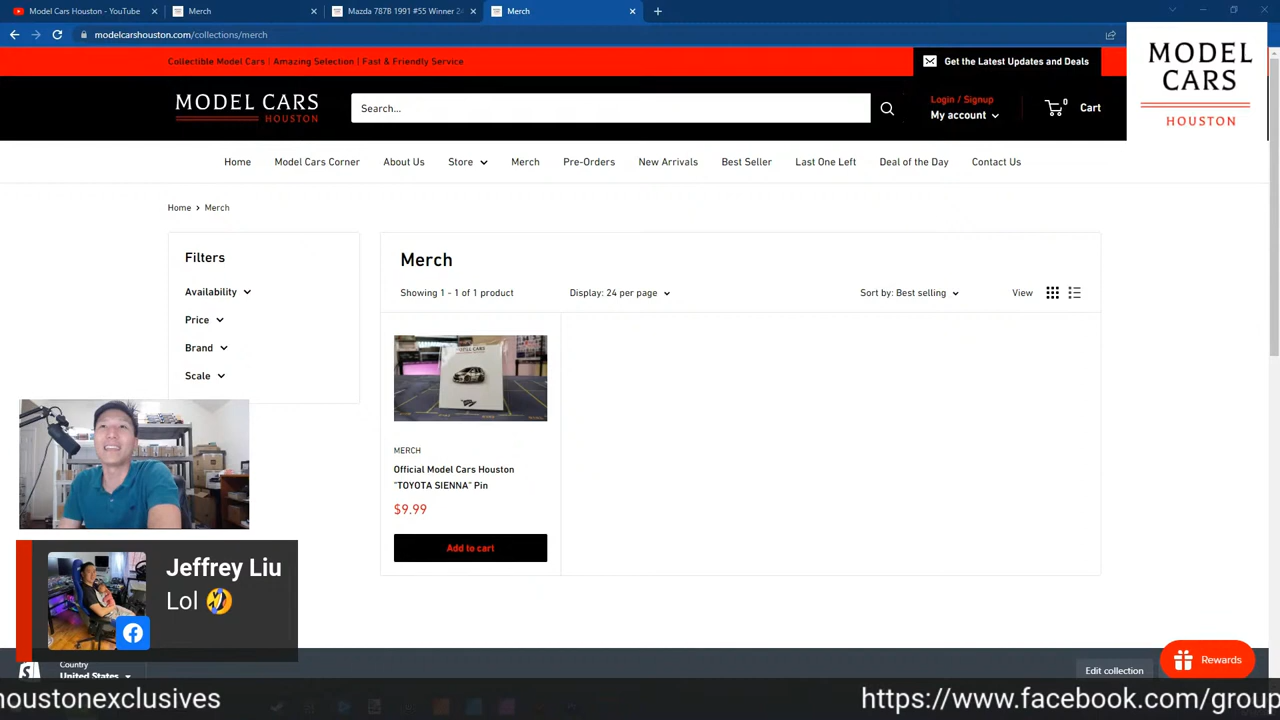 Model Cars Houston - YouTube
Merch
Mazda 787B 1991 #55 Winner 24
Merch
modelcarshouston.com/collections/merch
Collectible Model Cars | Amazing Selection | Fast & Friendly Service
Get the Latest Updates and Deals
MODEL CARS
HOUSTON
Search...
Login / Signup
My account
0
Cart
MODEL
CARS
HOUSTON
Home
Model Cars Corner
About Us
Store
Merch
Pre-Orders
New Arrivals
Best Seller
Last One Left
Deal of the Day
Contact Us
Home > Merch
Filters
Availability
Price
Brand
Scale
Merch
Showing 1 - 1 of 1 product
Display: 24 per page
Sort by: Best selling
View
MODEL CARS
MERCH
Official Model Cars Houston
"TOYOTA SIENNA" Pin
$9.99
Add to cart
Jeffrey Liu
Lol 🤣
Country
United States
Edit collection
Rewards
houstonexclusives
https://www.facebook.com/group